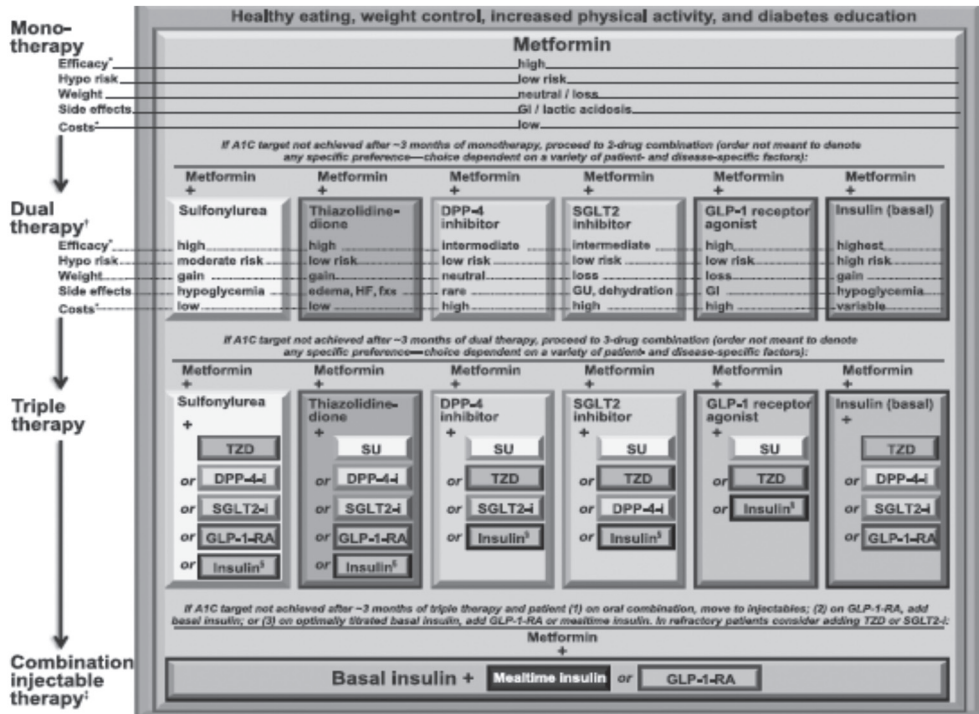 Healthy eating, weight control, increased physical activity, and diabetes education
Mono-
therapy
Metformin
Efficacy* high
Hypo risk low risk
Weight neutral / loss
Side effects GI / lactic acidosis
Costs* low
If A1C target not achieved after ~3 months of monotherapy, proceed to 2-drug combination (order not meant to denote
any specific preference—choice dependent on a variety of patient- and disease-specific factors):
Metformin Metformin Metformin Metformin Metformin Metformin
+ + + + + +
Dual
therapy†
Sulfonylurea Thiazolidine- DPP-4 SGLT2 GLP-1 receptor Insulin (basal)
dione inhibitor inhibitor agonist
Efficacy* high high intermediate intermediate high highest
Hypo risk moderate risk low risk low risk low risk low risk high risk
Weight gain gain neutral loss loss gain
Side effects hypoglycemia edema, HF, fxs rare GU, dehydration GI hypoglycemia
Costs* low low high high high variable
If A1C target not achieved after ~3 months of dual therapy, proceed to 3-drug combination (order not meant to denote
any specific preference—choice dependent on a variety of patient- and disease-specific factors):
Metformin Metformin Metformin Metformin Metformin Metformin
+ + + + + +
Triple
therapy
Sulfonylurea Thiazolidine- DPP-4 SGLT2 GLP-1 receptor Insulin (basal)
dione inhibitor inhibitor agonist
+ + + + + +
TZD SU SU SU SU TZD
or DPP-4-i or DPP-4-i or TZD or TZD or TZD or DPP-4-i
or SGLT2-i or SGLT2-i or SGLT2-i or DPP-4-i or Insulin§ or SGLT2-i
or GLP-1-RA or GLP-1-RA or Insulin§ or Insulin§ or GLP-1-RA
or Insulin§ or Insulin§
If A1C target not achieved after ~3 months of triple therapy and patient (1) on oral combination, move to injectables; (2) on GLP-1-RA, add
basal insulin; or (3) on optimally titrated basal insulin, add GLP-1-RA or mealtime insulin. In refractory patients consider adding TZD or SGLT2-i:
Metformin
+
Combination
injectable
therapy‡
Basal insulin + Mealtime insulin or GLP-1-RA